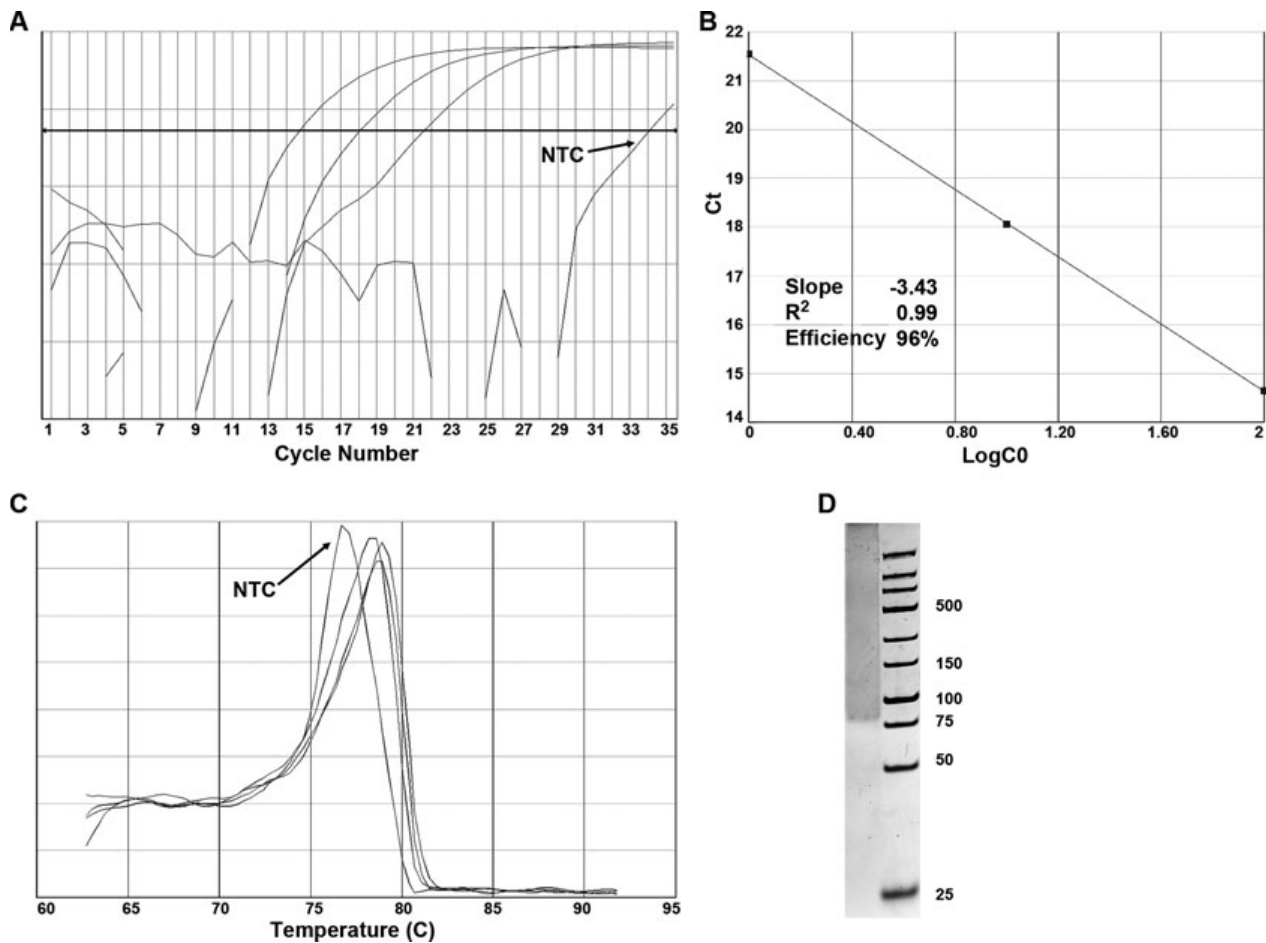 A
NTC
1 3 5 7 9 11 13 15 17 19 21 23 25 27 29 31 33 35
Cycle Number
B
22
21
20
19
18
17
16
15
14
Ct
Slope -3.43
R² 0.99
Efficiency 96%
0 0.40 0.80 1.20 1.60 2
LogC0
C
NTC
60 65 70 75 80 85 90 95
Temperature (C)
D
500
150
100
75
50
25